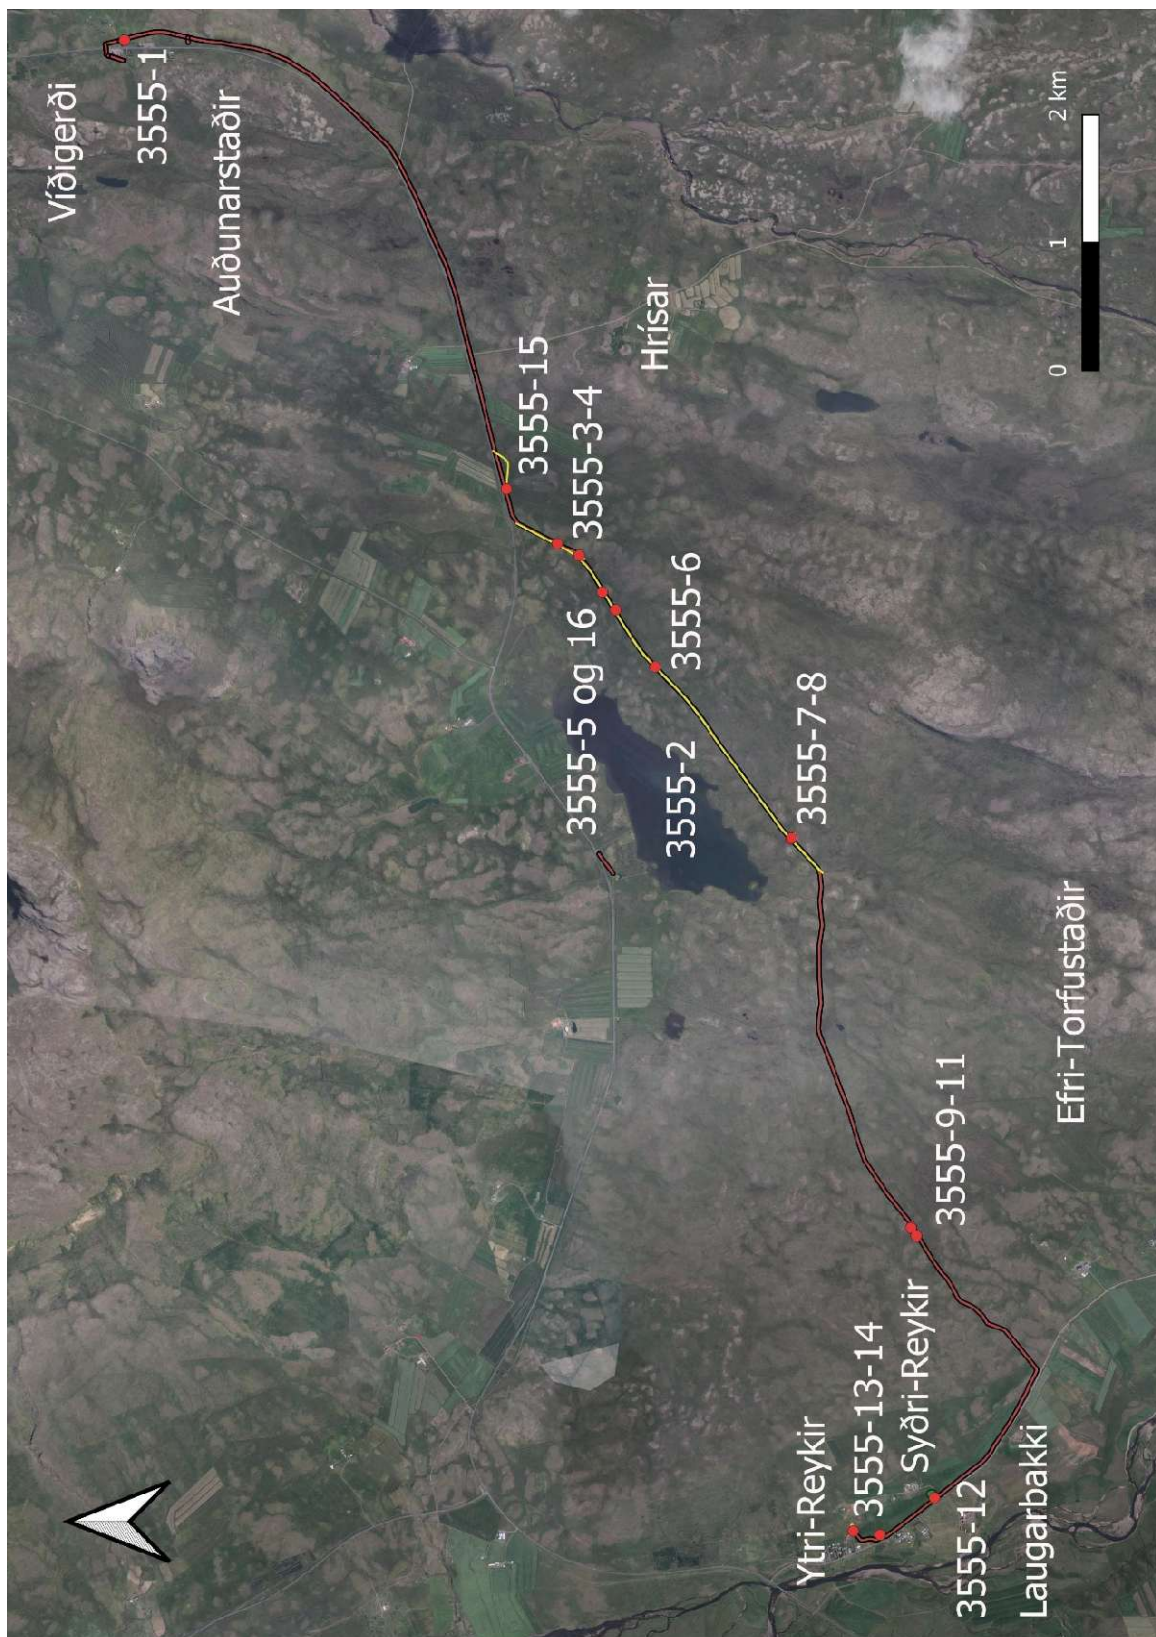 Víðigerði
3555-1
Auðunarstaðir
3555-15
3555-3-4
Hrísar
3555-5 og 16
3555-6
3555-2
3555-7-8
Efri-Torfustaðir
3555-9-11
Ytri-Reykir
3555-13-14
Syðri-Reykir
3555-12
Laugarbakki
0
1
2 km